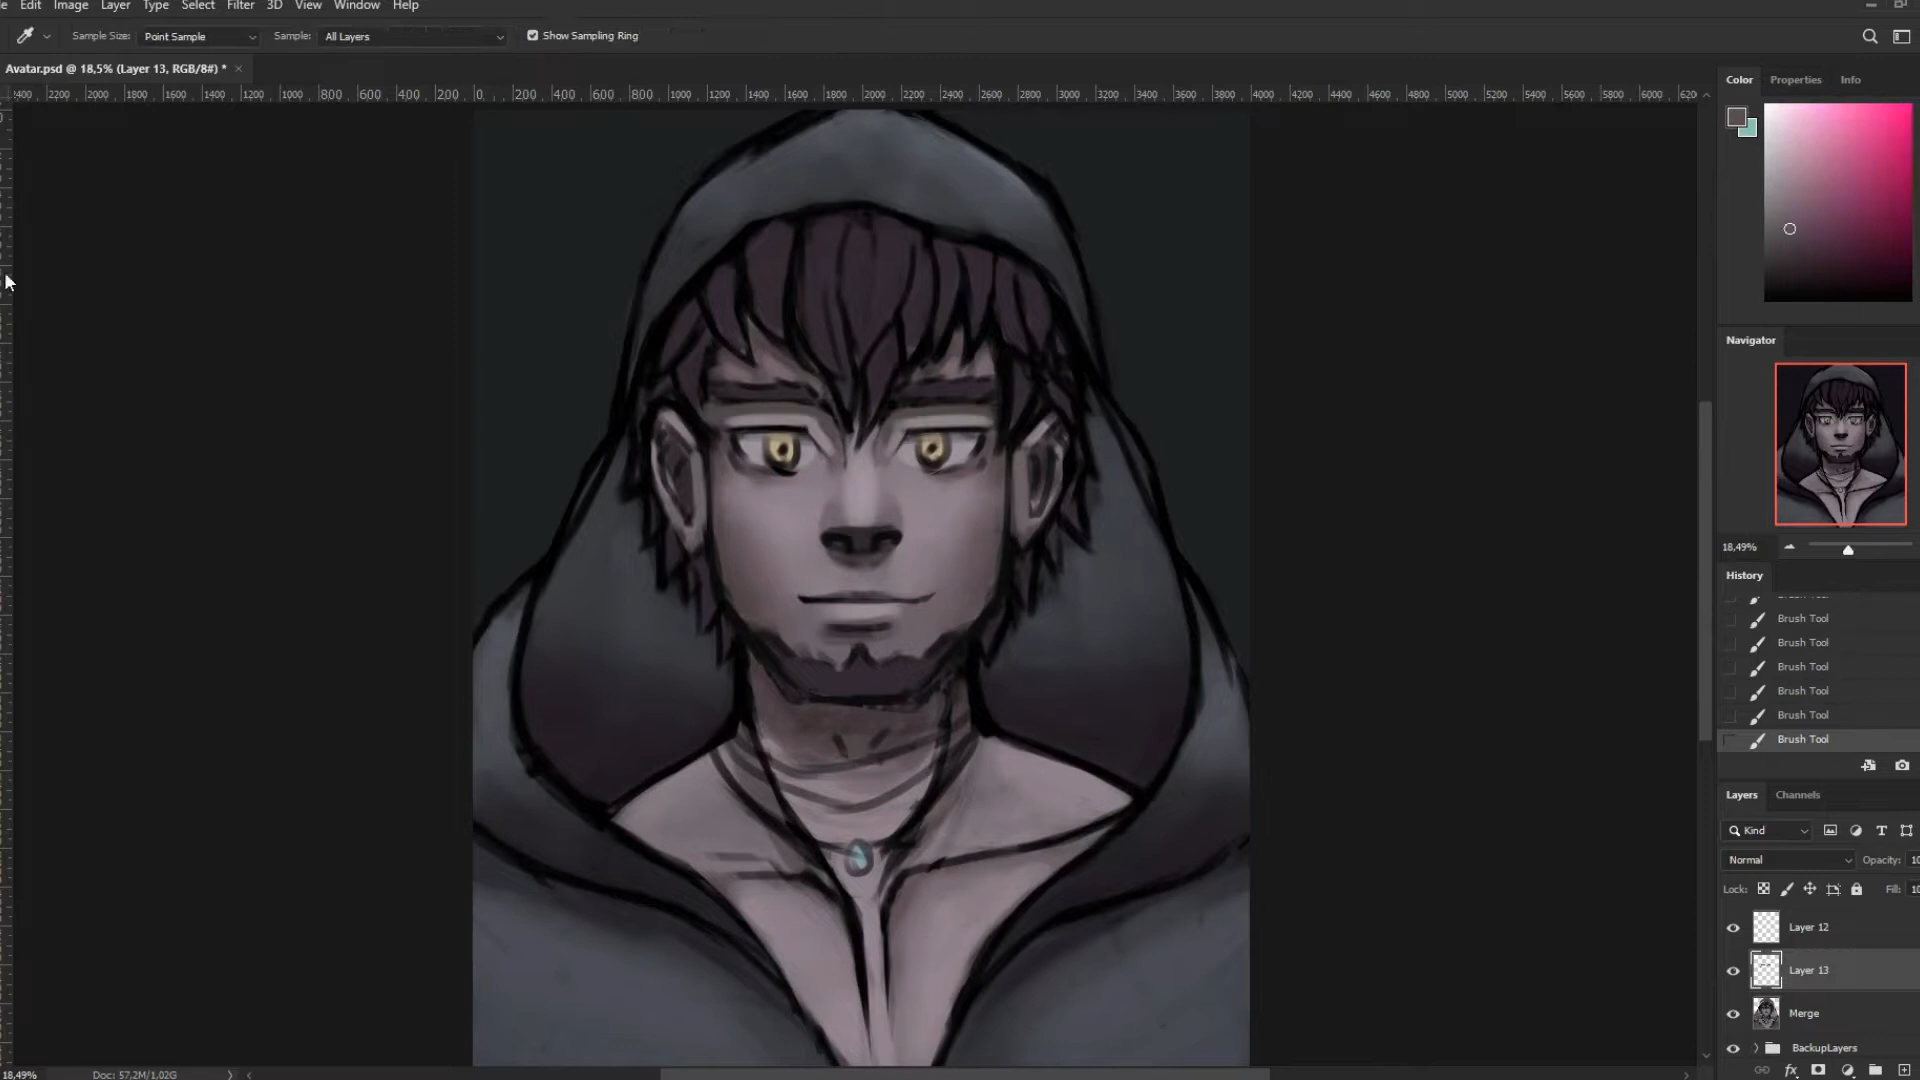 Edit Image Layer Type Select Filter 3D View Window Help
Sample Size: Point Sample Sample: All Layers Show Sampling Ring
Avatar.psd @ 18,5% (Layer 13, RGB/8#) * ×
2400 2200 2000 1800 1600 1400 1200 1000 800 600 400 200 0 200 400 600 800 1000 1200 1400 1600 1800 2000 2200 2400 2600 2800 3000 3200 3400 3600 3800 4000 4200 4400 4600 4800 5000 5200 5400 5600 5800 6000 620
Color Properties Info
Navigator
18,49%
History
Brush Tool
Brush Tool
Brush Tool
Brush Tool
Brush Tool
Brush Tool
Brush Tool
Layers Channels
Kind
Normal Opacity: 10
Lock: Fill: 10
Layer 12
Layer 13
Merge
BackupLayers
18,49% Doc: 57,2M/1,02G